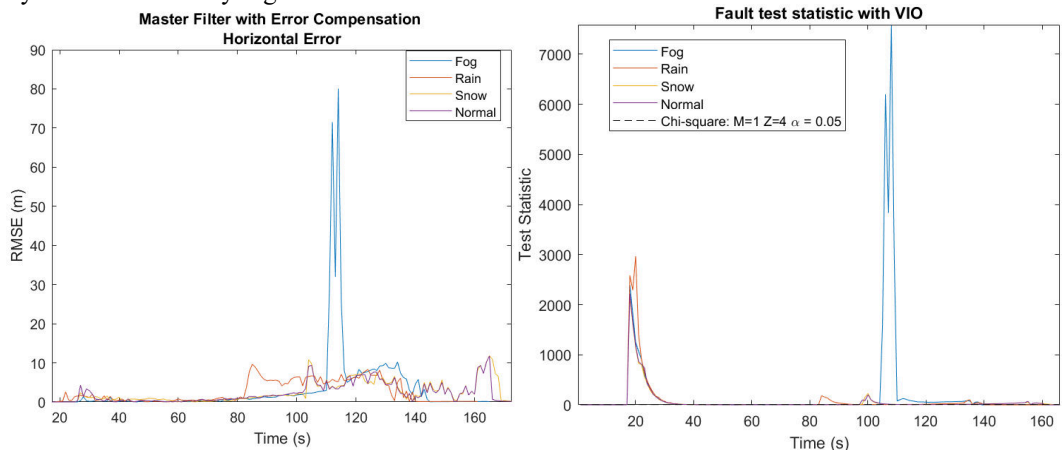 Master Filter with Error Compensation
Horizontal Error
90
80
70
60
50
40
30
20
10
0
RMSE (m)
20 40 60 80 100 120 140 160
Time (s)
Fog
Rain
Snow
Normal
Fault test statistic with VIO
7000
6000
5000
4000
3000
2000
1000
0
Test Statistic
20 40 60 80 100 120 140 160
Time (s)
Fog
Rain
Snow
Normal
Chi-square: M=1 Z=4 α = 0.05